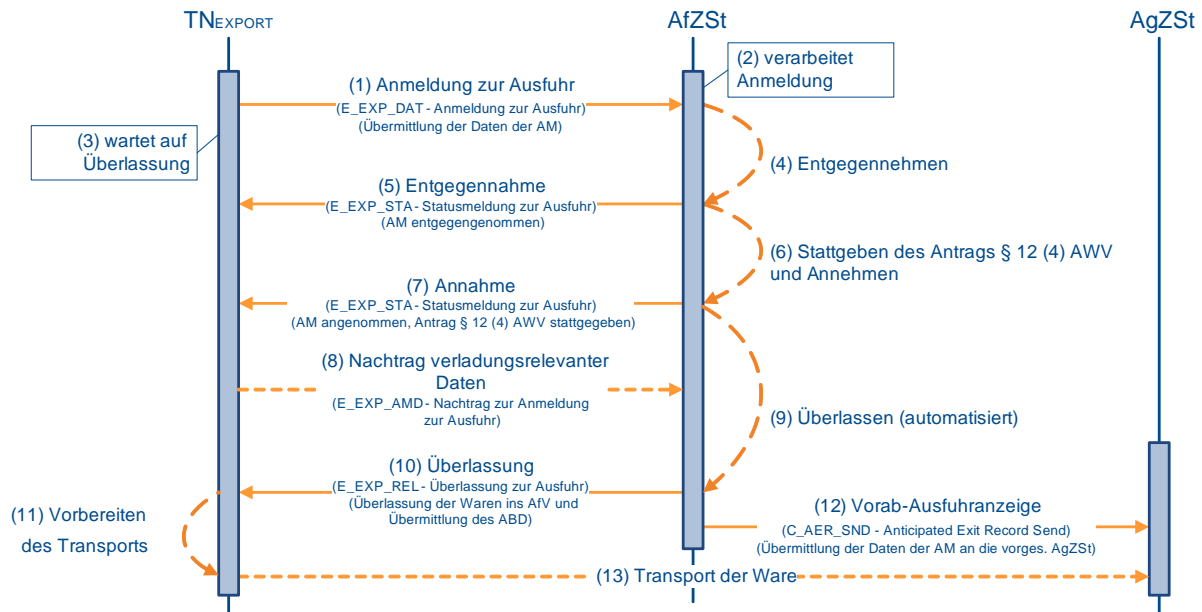 TNEXPORT
AfZSt
AgZSt
(2) verarbeitet
Anmeldung
(1) Anmeldung zur Ausfuhr
(E_EXP_DAT - Anmeldung zur Ausfuhr)
(Übermittlung der Daten der AM)
(3) wartet auf
Überlassung
(4) Entgegennehmen
(5) Entgegennahme
(E_EXP_STA - Statusmeldung zur Ausfuhr)
(AM entgegengenommen)
(6) Stattgeben des Antrags § 12 (4) AWV
und Annehmen
(7) Annahme
(E_EXP_STA - Statusmeldung zur Ausfuhr)
(AM angenommen, Antrag § 12 (4) AWV stattgegeben)
(8) Nachtrag verladungsrelevanter
Daten
(E_EXP_AMD - Nachtrag zur Anmeldung
zur Ausfuhr)
(9) Überlassen (automatisiert)
(10) Überlassung
(E_EXP_REL - Überlassung zur Ausfuhr)
(Überlassung der Waren ins AfV und
Übermittlung des ABD)
(11) Vorbereiten
des Transports
(12) Vorab-Ausfuhranzeige
(C_AER_SND - Anticipated Exit Record Send)
(Übermittlung der Daten der AM an die vorges. AgZSt)
(13) Transport der Ware